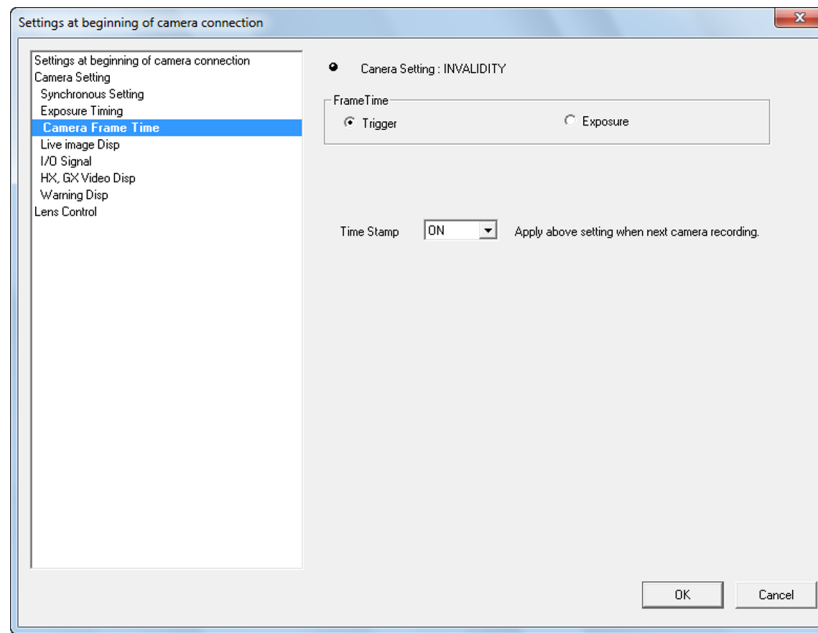 Settings at beginning of camera connection
Settings at beginning of camera connection
Camera Setting
Synchronous Setting
Exposure Timing
Camera Frame Time
Live image Disp
I/O Signal
HX, GX Video Disp
Warning Disp
Lens Control
Canera Setting : INVALIDITY
FrameTime
Trigger Exposure
Time Stamp ON Apply above setting when next camera recording.
OK Cancel